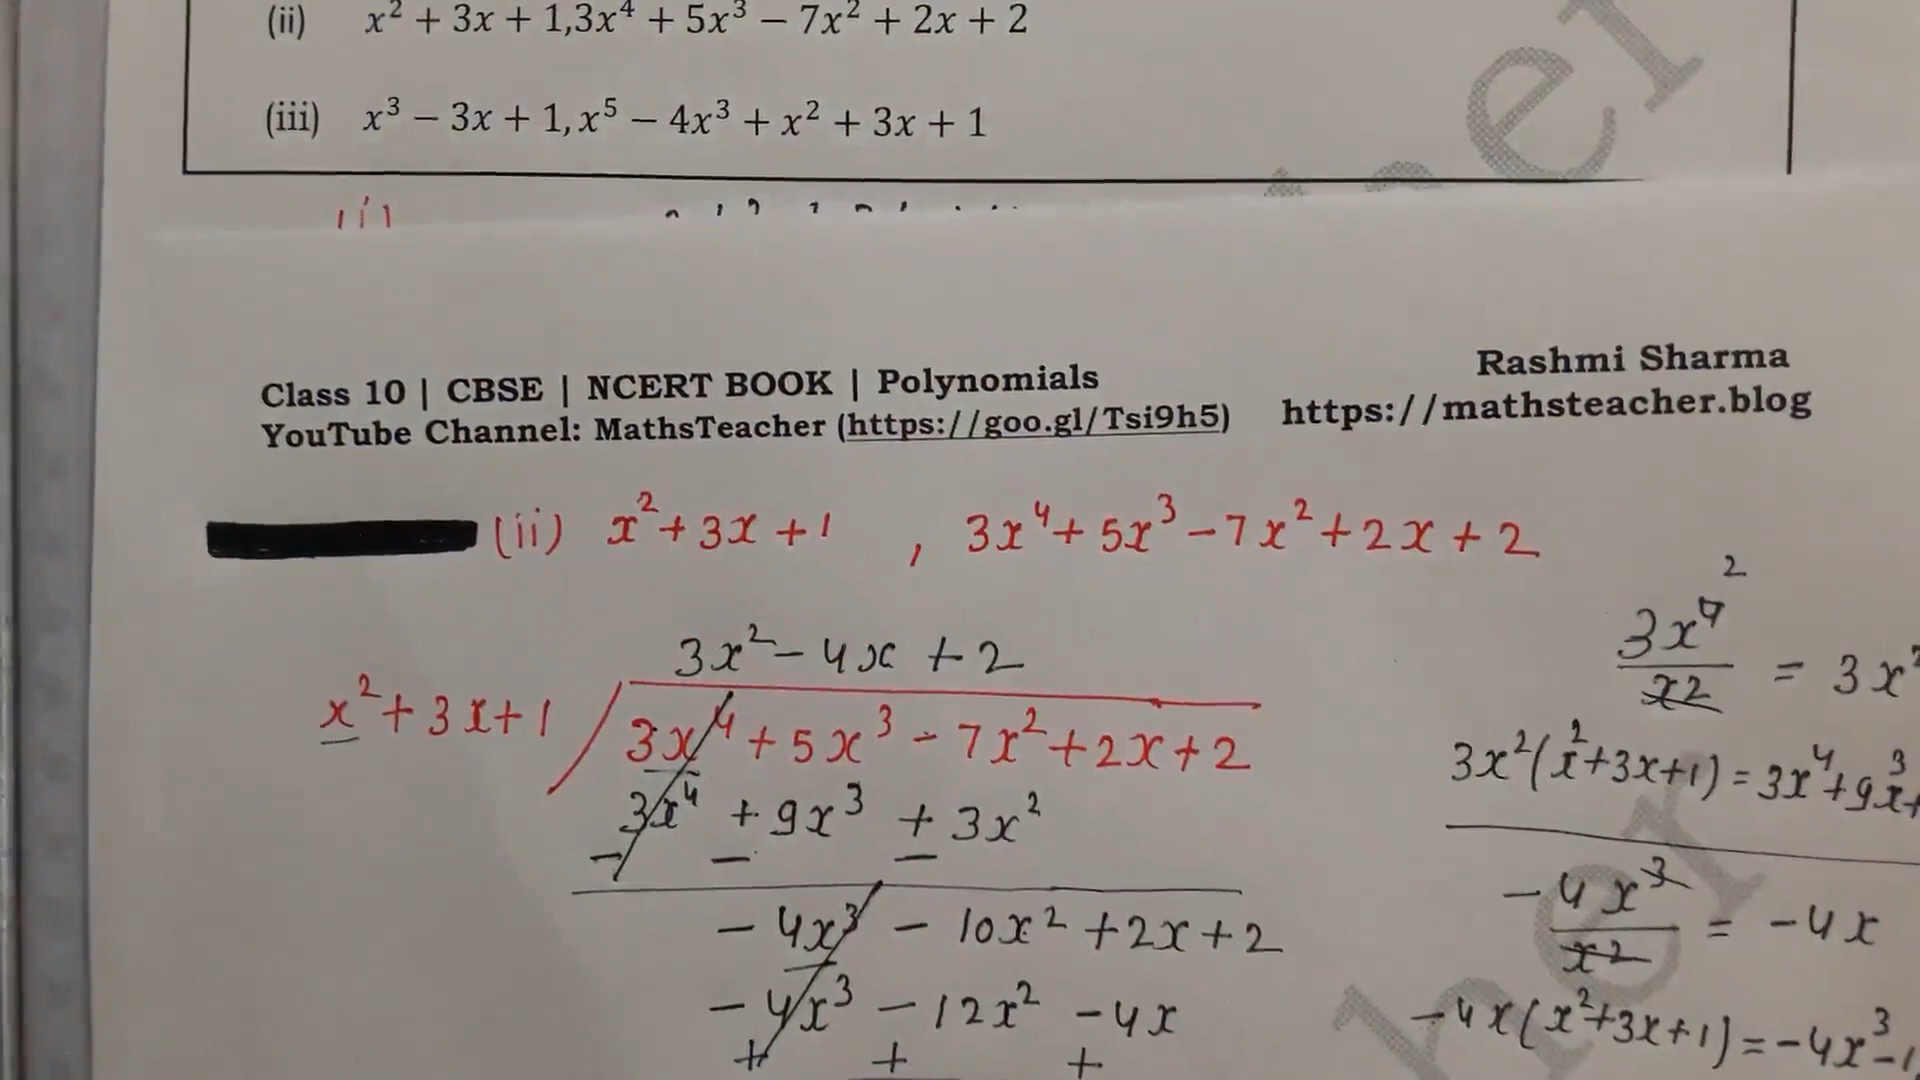 (ii) x² + 3x + 1,3x⁴ + 5x³ − 7x² + 2x + 2
(iii) x³ − 3x + 1, x⁵ − 4x³ + x² + 3x + 1
Class 10 | CBSE | NCERT BOOK | Polynomials
Rashmi Sharma
YouTube Channel: MathsTeacher (https://goo.gl/Tsi9h5)
https://mathsteacher.blog
(ii) x² + 3x + 1 , 3x⁴ + 5x³ − 7x² + 2x + 2
3x² − 4x + 2
x² + 3x + 1 3x⁴ + 5x³ − 7x² + 2x + 2
3x⁴ + 9x³ + 3x²
− − −
− 4x³ − 10x² + 2x + 2
− 4x³ − 12x² − 4x
+ + +
2
3x⁴
x2 = 3x²
3x²(x²+3x+1) = 3x⁴+9x³+
− 4x³
x2 = −4x
−4x(x²+3x+1) = −4x³−1